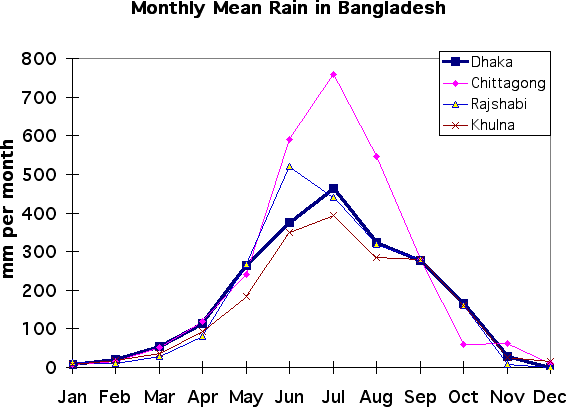 Monthly Mean Rain in Bangladesh
800
700
600
500
400
300
200
100
0
mm per month
Dhaka
Chittagong
Rajshabi
Khulna
Jan Feb Mar Apr May Jun Jul Aug Sep Oct Nov Dec